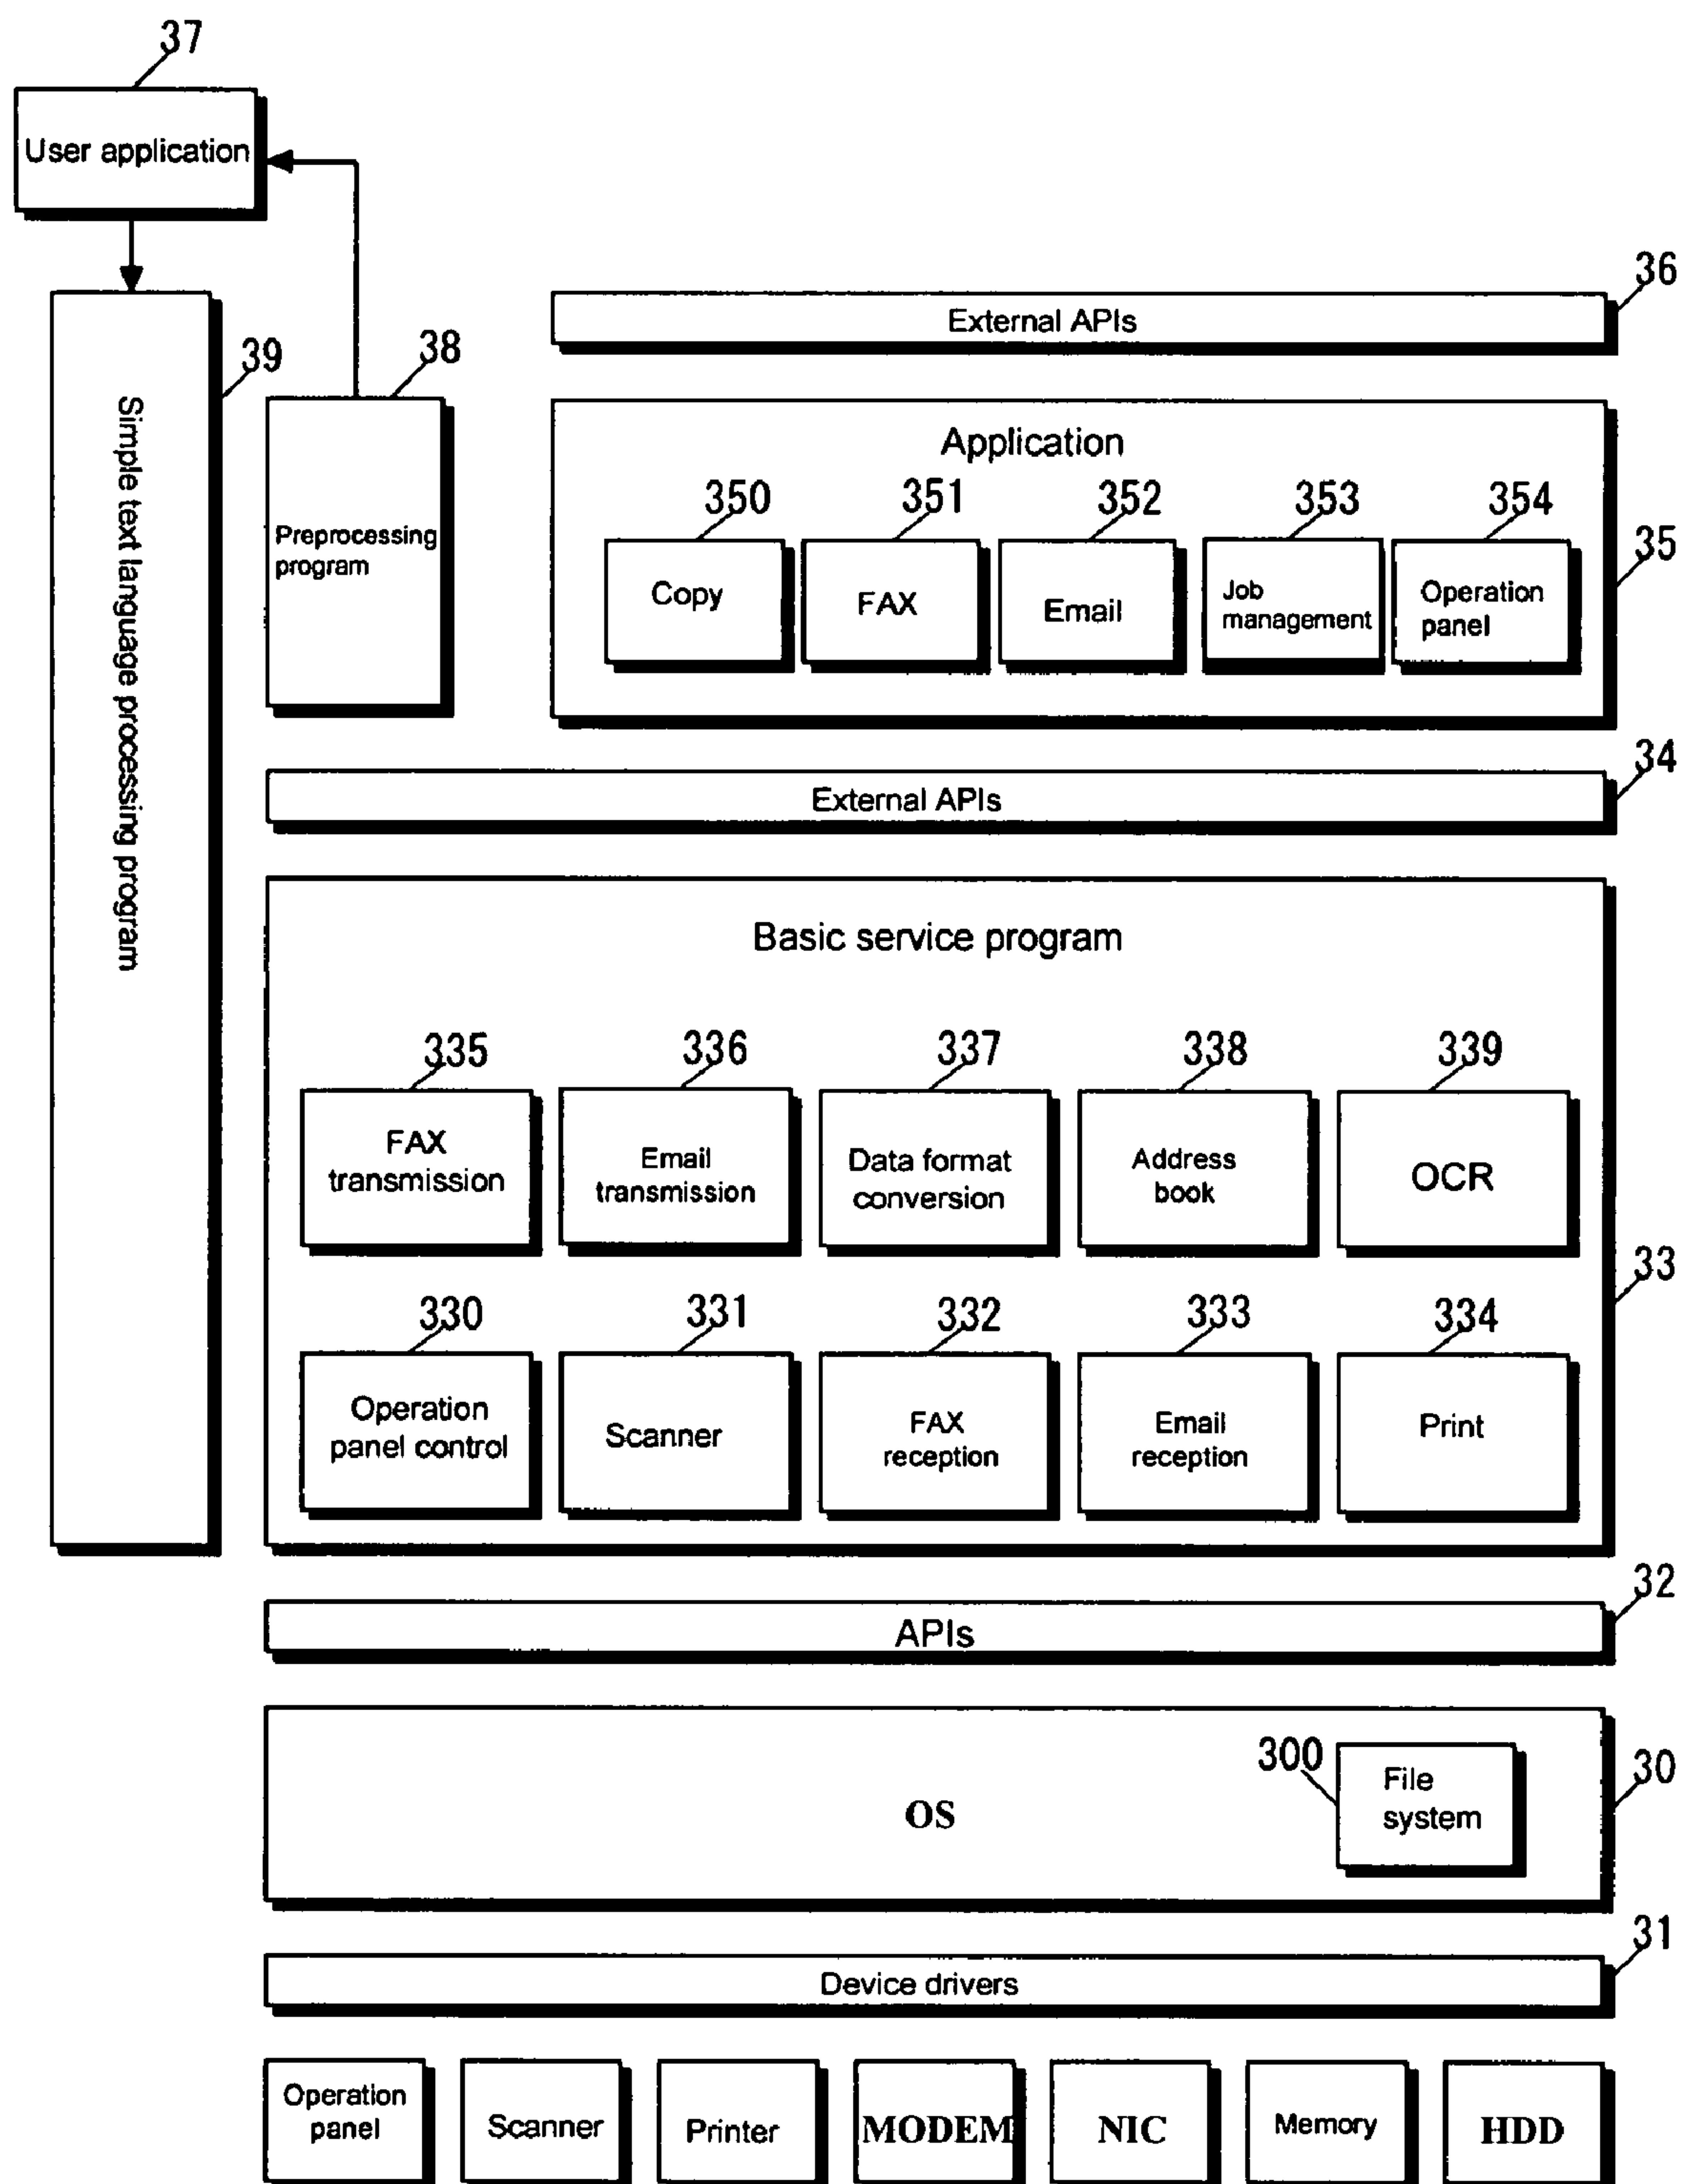 37
User application
36
External APIs
39
38
Simple text language processing program
Preprocessing
program
Application
350
351
352
353
354
35
Copy
FAX
Email
Job
management
Operation
panel
34
External APIs
Basic service program
335
336
337
338
339
FAX
transmission
Email
transmission
Data format
conversion
Address
book
OCR
33
330
331
332
333
334
Operation
panel control
Scanner
FAX
reception
Email
reception
Print
32
APIs
300
File
system
30
OS
31
Device drivers
Operation
panel
Scanner
Printer
MODEM
NIC
Memory
HDD